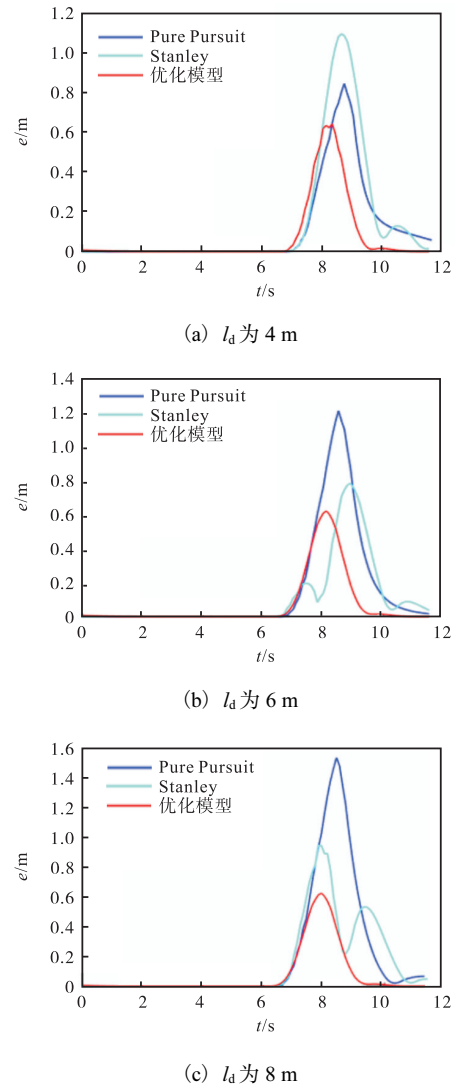 1.2
1.0
0.8
0.6
0.4
0.2
0
e/m
Pure Pursuit
Stanley
优化模型
0 2 4 6 8 10 12
t/s
(a) ld为 4 m
1.4
1.2
1.0
0.8
0.6
0.4
0.2
0
e/m
Pure Pursuit
Stanley
优化模型
0 2 4 6 8 10 12
t/s
(b) ld为 6 m
1.6
1.4
1.2
1.0
0.8
0.6
0.4
0.2
0
e/m
Pure Pursuit
Stanley
优化模型
0 2 4 6 8 10 12
t/s
(c) ld为 8 m